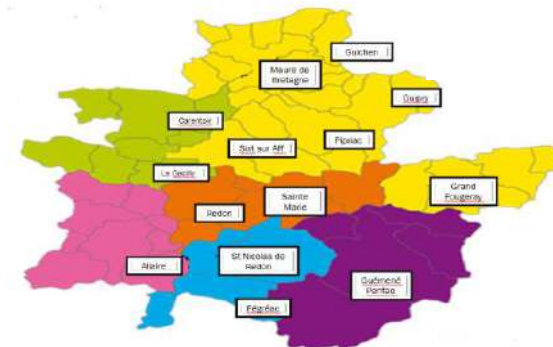 Guichen
Maure de
Bretagne
Guipry
Carentoir
Pipriac
Sixt sur Aff
La Gacilly
Grand
Fougeray
Sainte
Marie
Redon
St Nicolas de
Redon
Allaire
Guémené
Penfao
Fégréac